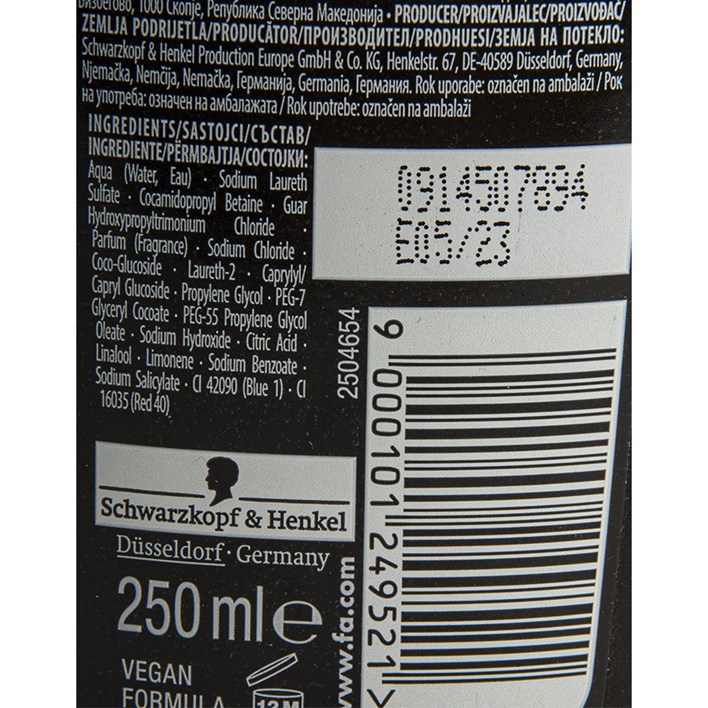 1000 Скопје, Република Северна Македонија • PRODUCER/PROIZVAJALEC/PROIZVOĐAČ/
ZEMLJA PODRIJETLA/PRODUCĂTOR/ПРОИЗВОДИТЕЛ/PRODHUESI/ЗЕМЈА НА ПОТЕКЛО:
Schwarzkopf & Henkel Production Europe GmbH & Co. KG, Henkelstr. 67, DE-40589 Düsseldorf, Germany,
Njemačka, Nemčija, Nemačka, Германија, Germania, Германия. Rok uporabe: označen na ambalaži / Рок
на употреба: означен на амбалажата / Rok upotrebe: označen na ambalaži
INGREDIENTS/SASTOJCI/СЪСТАВ/
INGREDIENTE/PËRMBAJTJA/СОСТОЈКИ:
Aqua (Water, Eau) · Sodium Laureth
Sulfate · Cocamidopropyl Betaine · Guar
Hydroxypropyltrimonium Chloride ·
Parfum (Fragrance) · Sodium Chloride ·
Coco-Glucoside · Laureth-2 · Caprylyl/
Capryl Glucoside · Propylene Glycol · PEG-7
Glyceryl Cocoate · PEG-55 Propylene Glycol
Oleate · Sodium Hydroxide · Citric Acid ·
Linalool · Limonene · Sodium Benzoate ·
Sodium Salicylate · CI 42090 (Blue 1) · CI
16035 (Red 40)
0914507894
E05/23
2504654
9 000101 249521 >
Schwarzkopf & Henkel
Düsseldorf · Germany
250 ml e
www.fa.com
VEGAN
FORMULA
12M